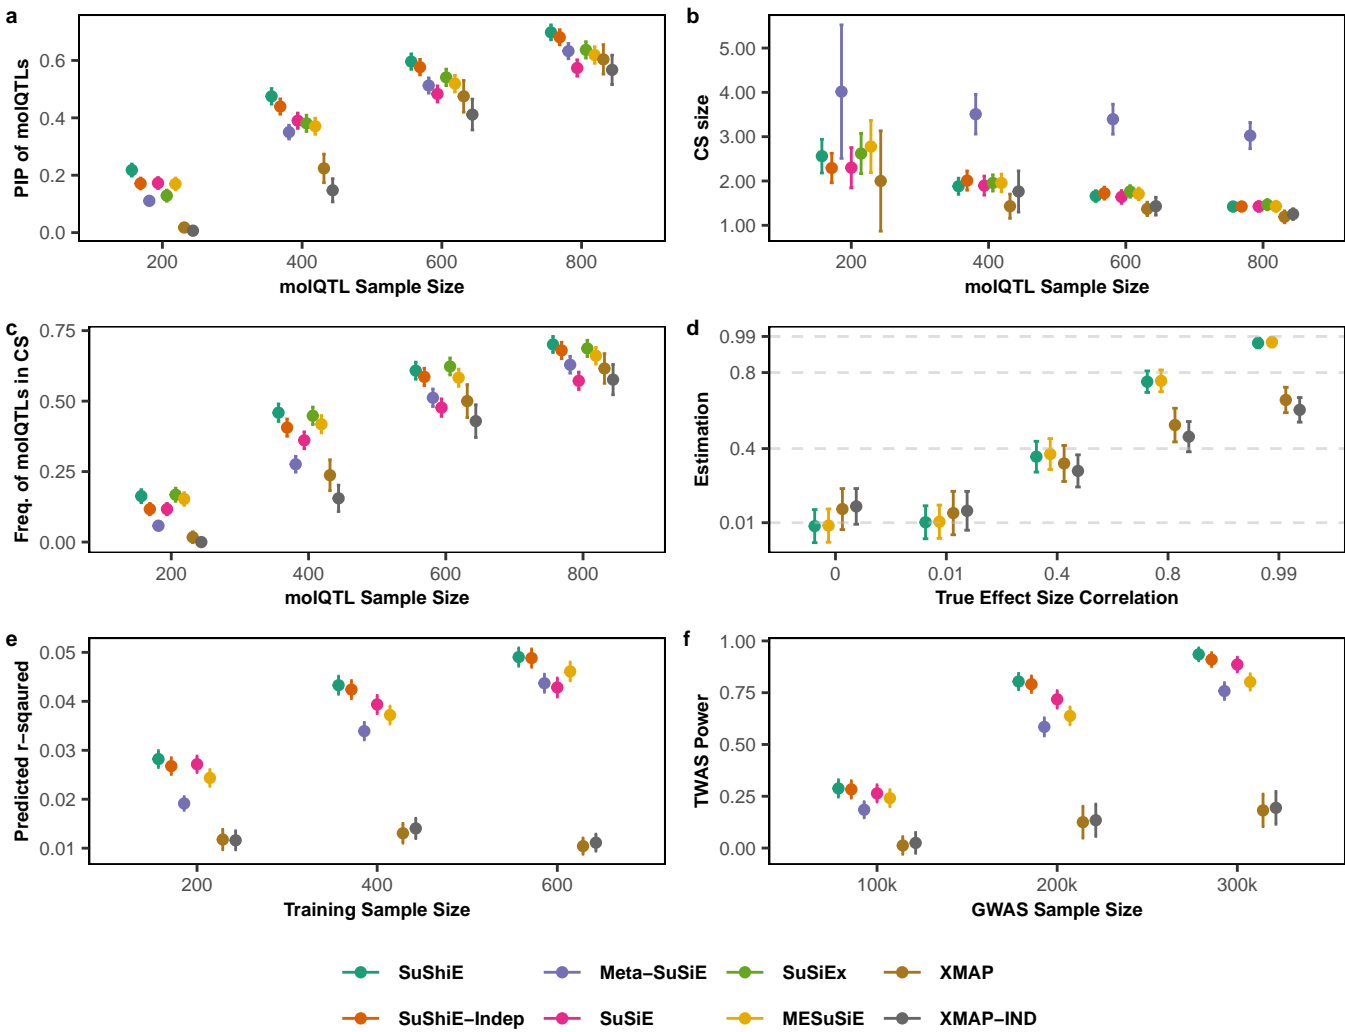 a
PIP of molQTLs
0.6
0.4
0.2
0.0
200 400 600 800
molQTL Sample Size
b
CS size
5.00
4.00
3.00
2.00
1.00
200 400 600 800
molQTL Sample Size
c
Freq. of molQTLs in CS
0.75
0.50
0.25
0.00
200 400 600 800
molQTL Sample Size
d
Estimation
0.99
0.8
0.4
0.01
0 0.01 0.4 0.8 0.99
True Effect Size Correlation
e
Predicted r−sqaured
0.05
0.04
0.03
0.02
0.01
200 400 600
Training Sample Size
f
TWAS Power
1.00
0.75
0.50
0.25
0.00
100k 200k 300k
GWAS Sample Size
SuShiE Meta−SuSiE SuSiEx XMAP
SuShiE−Indep SuSiE MESuSiE XMAP−IND